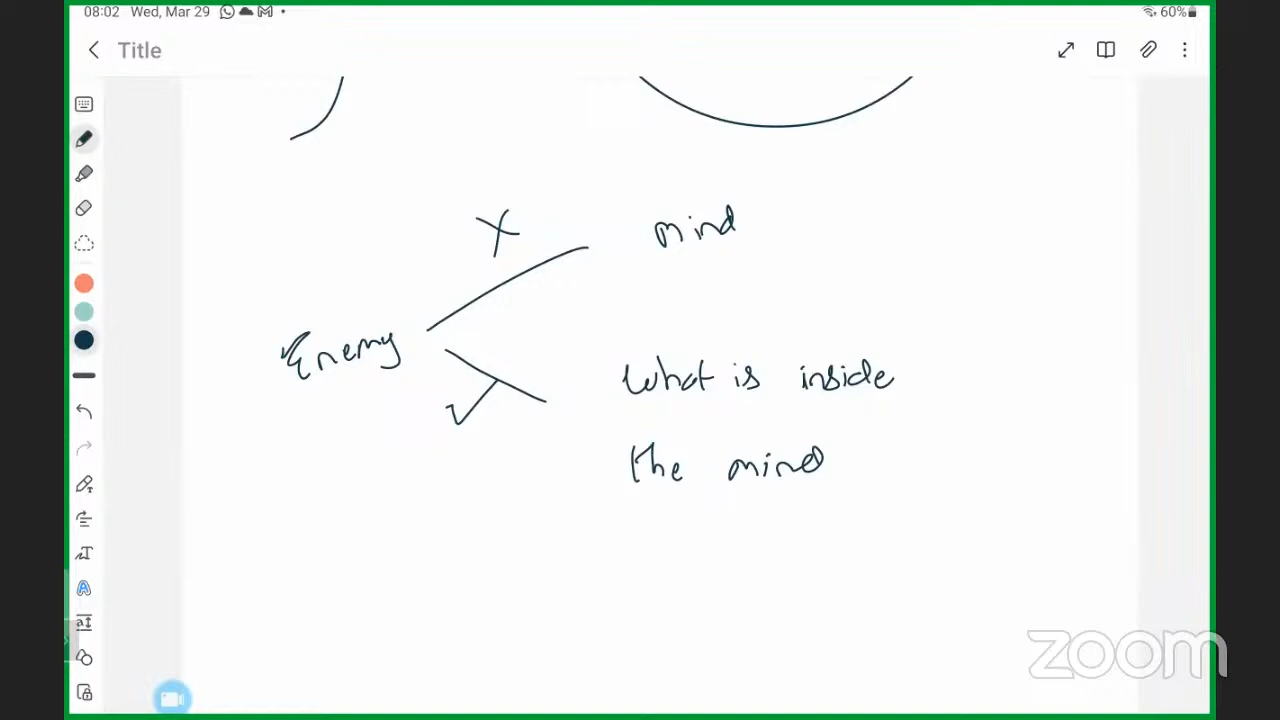 08:02 Wed, Mar 29
60%
Title
X mind
Enemy
What is inside
the mind
zoom